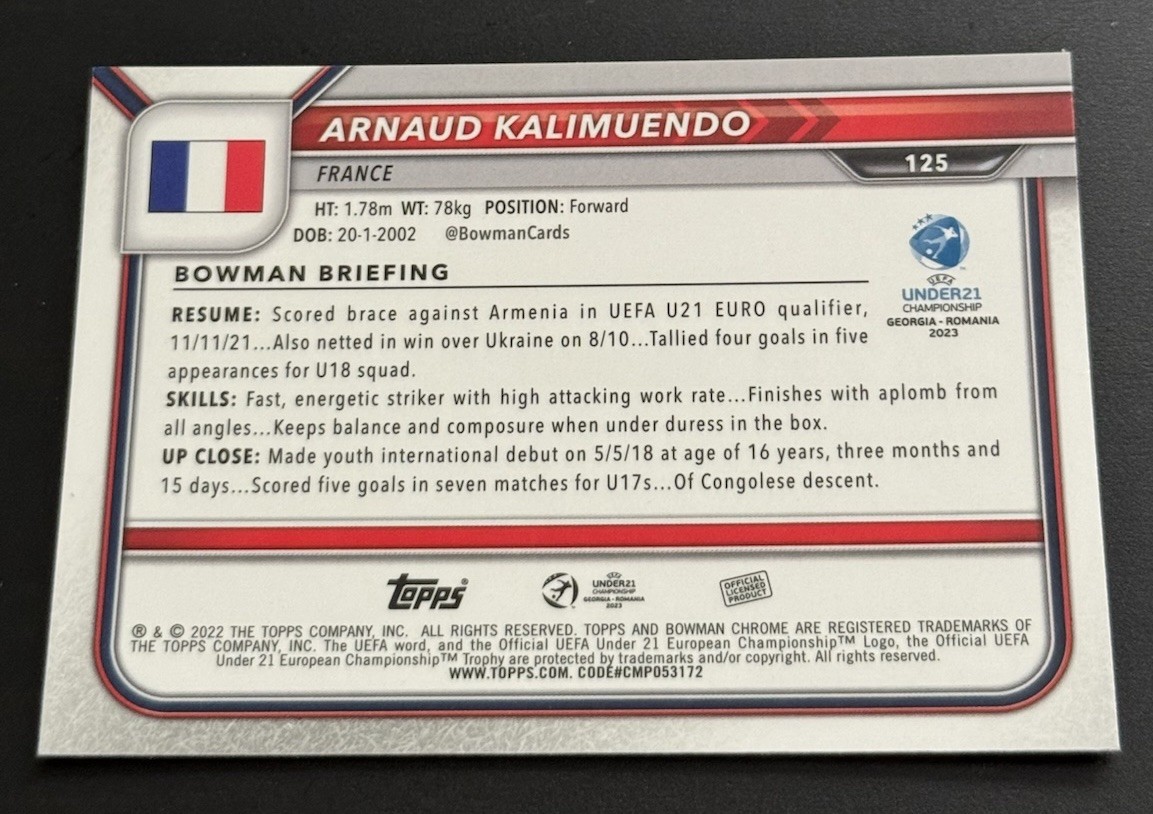 ARNAUD KALIMUENDO
125
FRANCE
HT: 1.78m WT: 78kg POSITION: Forward
DOB: 20-1-2002 @BowmanCards
BOWMAN BRIEFING
UEFA
UNDER21
CHAMPIONSHIP
GEORGIA - ROMANIA
2023
RESUME: Scored brace against Armenia in UEFA U21 EURO qualifier,
11/11/21...Also netted in win over Ukraine on 8/10...Tallied four goals in five
appearances for U18 squad.
SKILLS: Fast, energetic striker with high attacking work rate...Finishes with aplomb from
all angles...Keeps balance and composure when under duress in the box.
UP CLOSE: Made youth international debut on 5/5/18 at age of 16 years, three months and
15 days...Scored five goals in seven matches for U17s...Of Congolese descent.
Topps®
UEFA
UNDER21
CHAMPIONSHIP
GEORGIA - ROMANIA
2023
OFFICIAL
LICENSED
PRODUCT
® & © 2022 THE TOPPS COMPANY, INC. ALL RIGHTS RESERVED. TOPPS AND BOWMAN CHROME ARE REGISTERED TRADEMARKS OF
THE TOPPS COMPANY, INC. The UEFA word, and the Official UEFA Under 21 European Championship™ Logo, the Official UEFA
Under 21 European Championship™ Trophy are protected by trademarks and/or copyright. All rights reserved.
WWW.TOPPS.COM. CODE#CMP053172